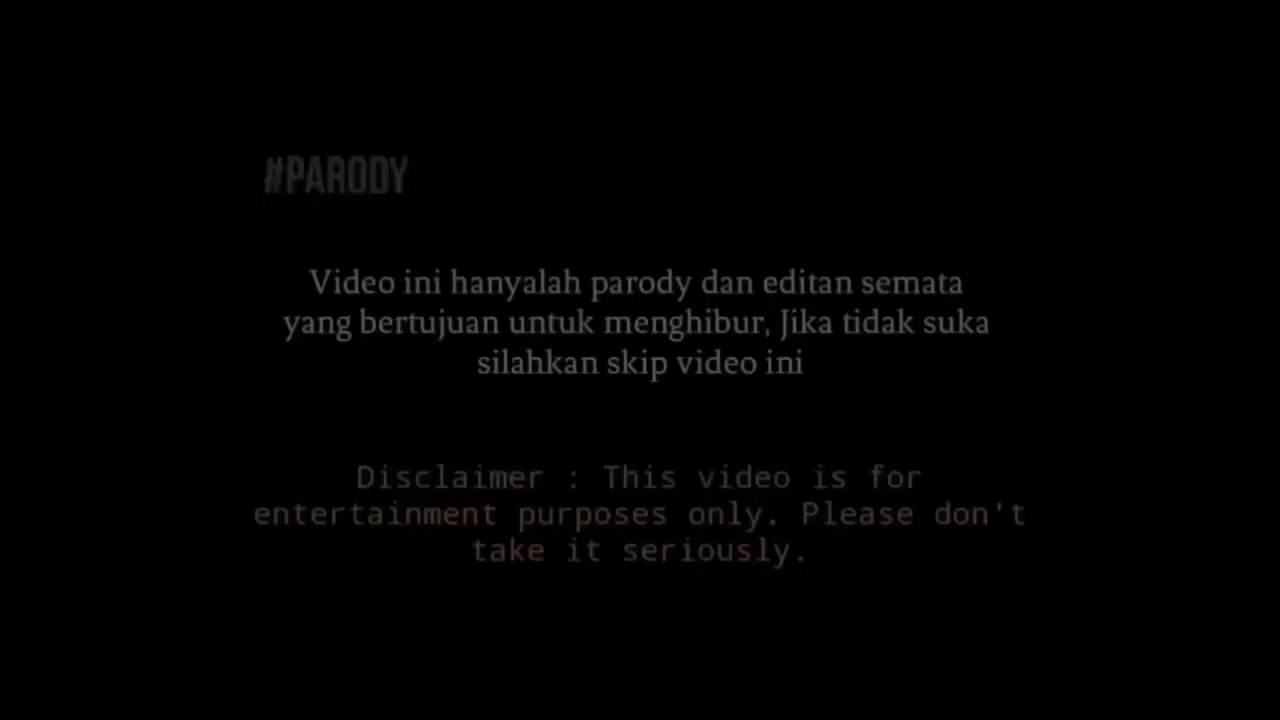 #PARODY
Video ini hanyalah parody dan editan semata
yang bertujuan untuk menghibur, Jika tidak suka
silahkan skip video ini
Disclaimer : This video is for
entertainment purposes only. Please don't
take it seriously.